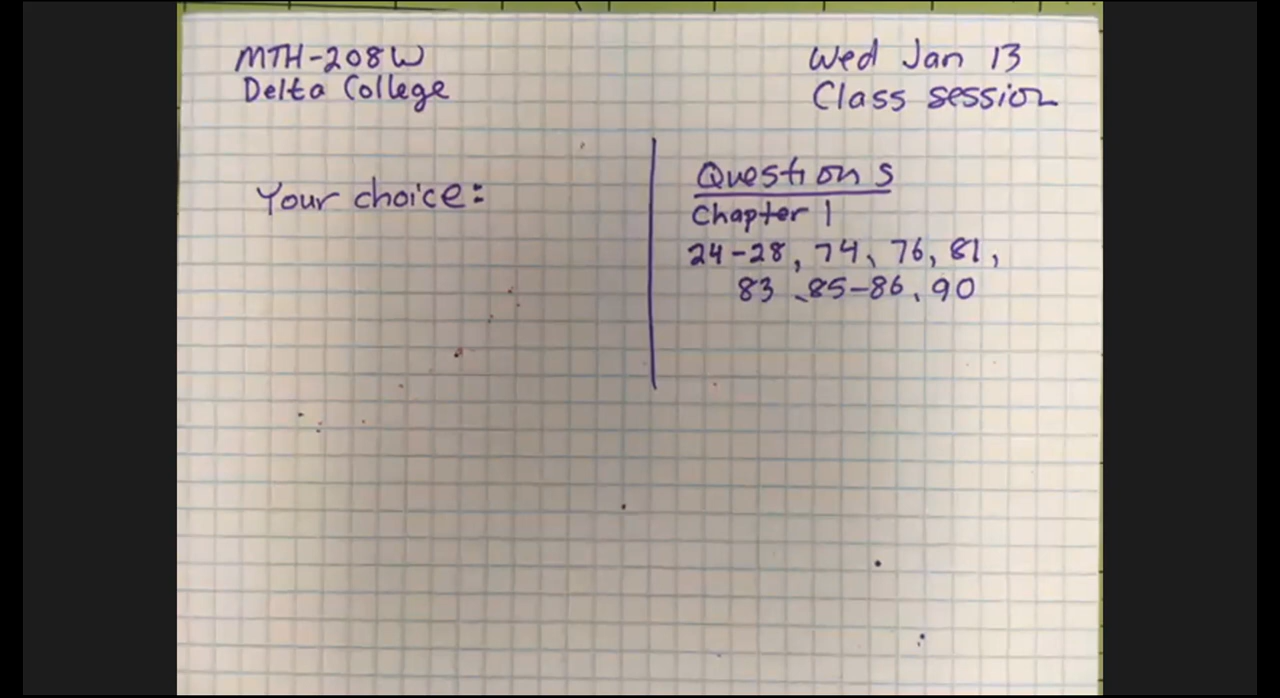 MTH-208W
Delta College
Wed Jan 13
Class session
Your choice:
Questions
Chapter 1
24-28, 74, 76, 81,
83, 85-86, 90